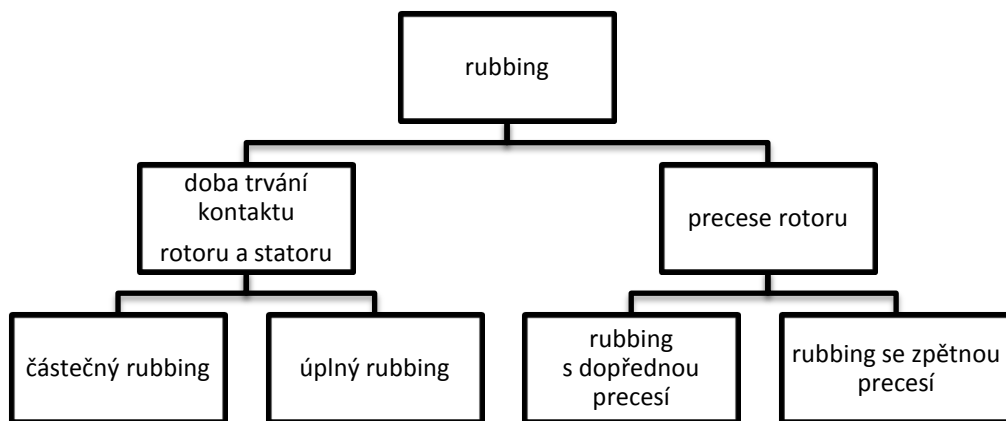 rubbing
doba trvání
kontaktu
rotoru a statoru
precese rotoru
částečný rubbing
úplný rubbing
rubbing
s dopřednou
precesí
rubbing se zpětnou
precesí